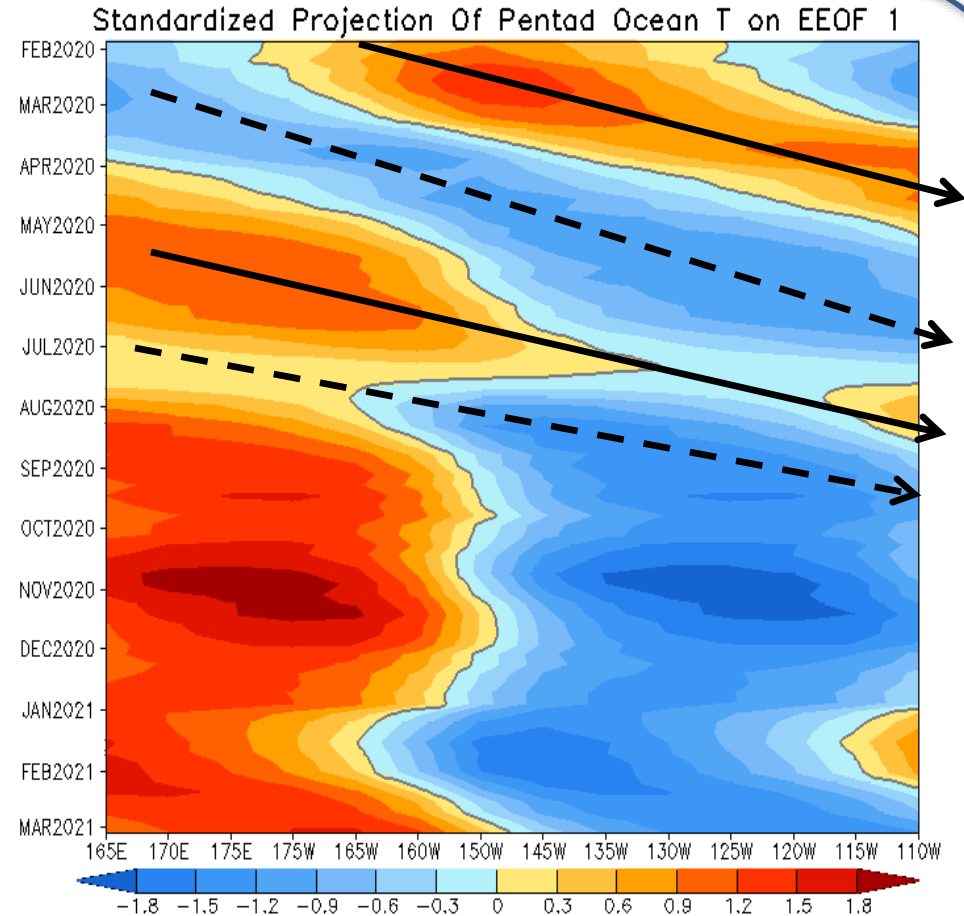 Standardized Projection Of Pentad Ocean T on EEOF 1
FEB2020
MAR2020
APR2020
MAY2020
JUN2020
JUL2020
AUG2020
SEP2020
OCT2020
NOV2020
DEC2020
JAN2021
FEB2021
MAR2021
165E 170E 175E 175W 165W 160W 150W 145W 135W 130W 125W 120W 115W 110W
-1.8 -1.5 -1.2 -0.9 -0.6 -0.3 0 0.3 0.6 0.9 1.2 1.5 1.8